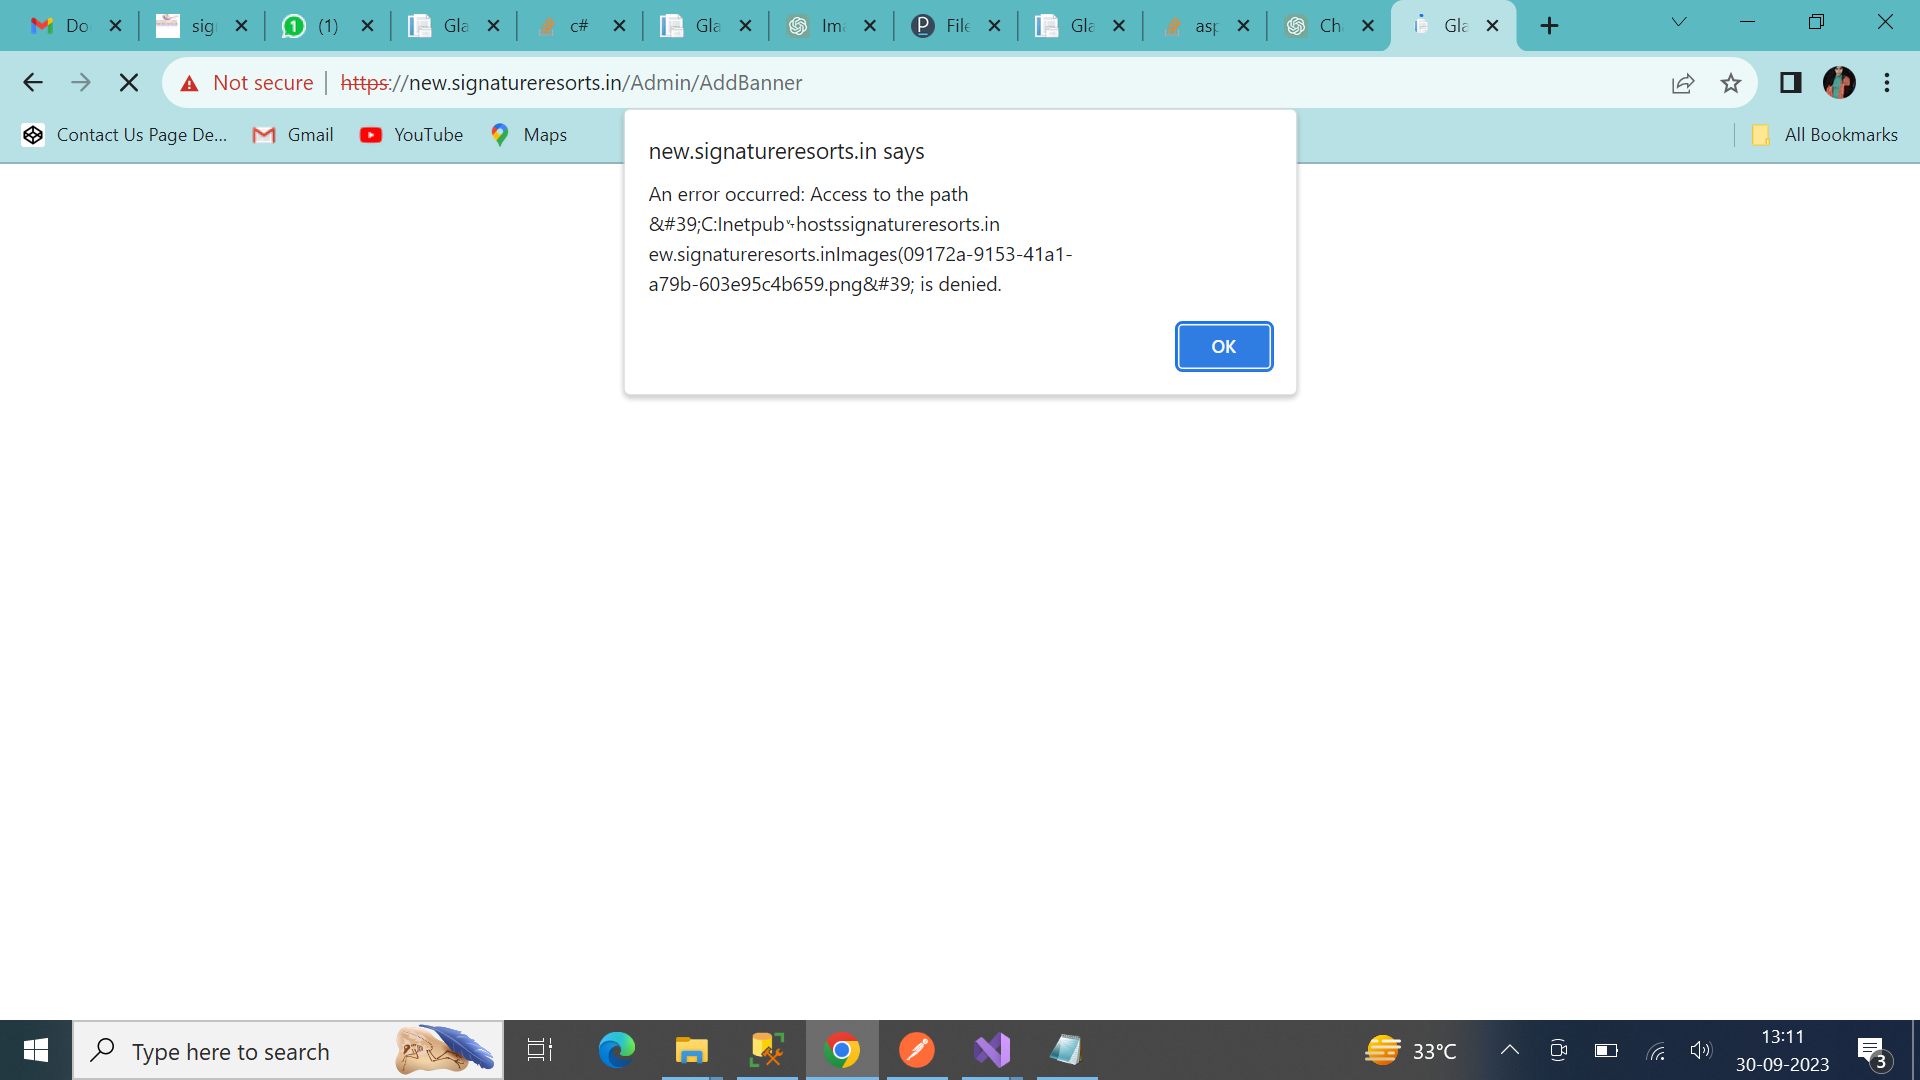 Do
sig
(1)
Gla
c#
Gla
Im
File
Gla
asp
Ch
Gla
Not secure
https://new.signatureresorts.in/Admin/AddBanner
Contact Us Page De...
Gmail
YouTube
Maps
All Bookmarks
new.signatureresorts.in says
An error occurred: Access to the path
&#39;C:Inetpub␋hostssignatureresorts.in
ew.signatureresorts.inImages(09172a-9153-41a1-
a79b-603e95c4b659.png&#39; is denied.
OK
Type here to search
33°C
13:11
30-09-2023
3